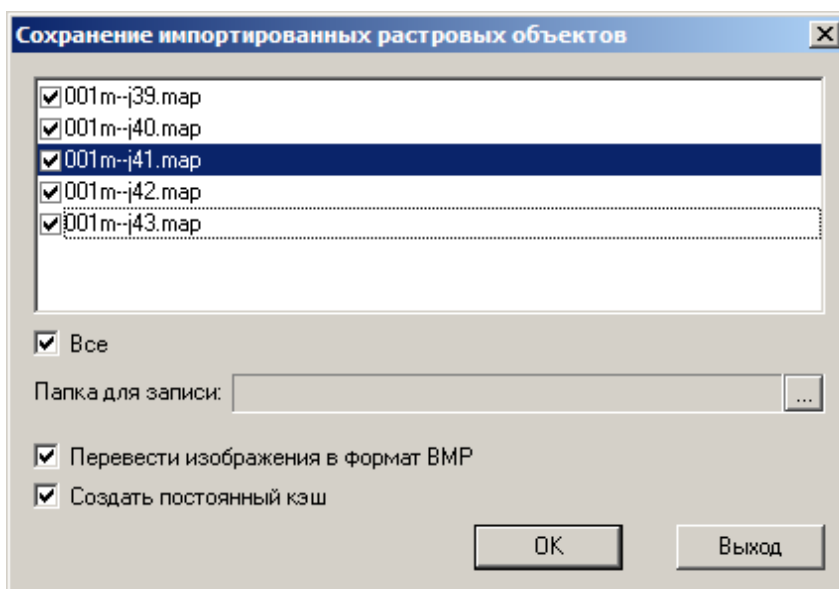 Сохранение импортированных растровых объектов
001m--j39.map
001m--j40.map
001m--j41.map
001m--j42.map
001m--j43.map
Все
Папка для записи:
...
Перевести изображения в формат BMP
Создать постоянный кэш
OK
Выход